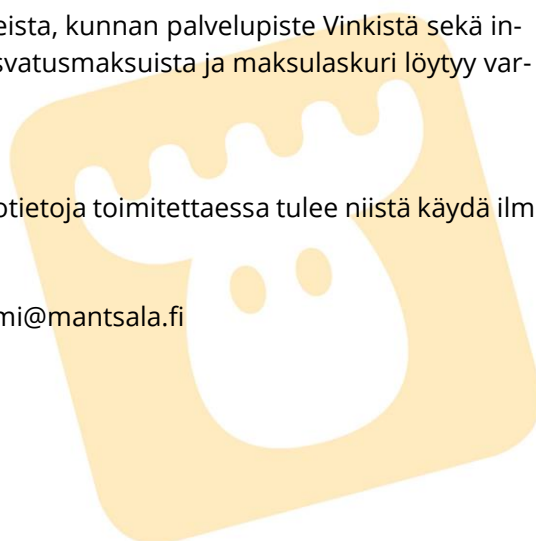 eista, kunnan palvelupiste Vinkistä sekä in-
svatusmaksuista ja maksulaskuri löytyy var-
otietoja toimitettaessa tulee niistä käydä ilm
mi@mantsala.fi